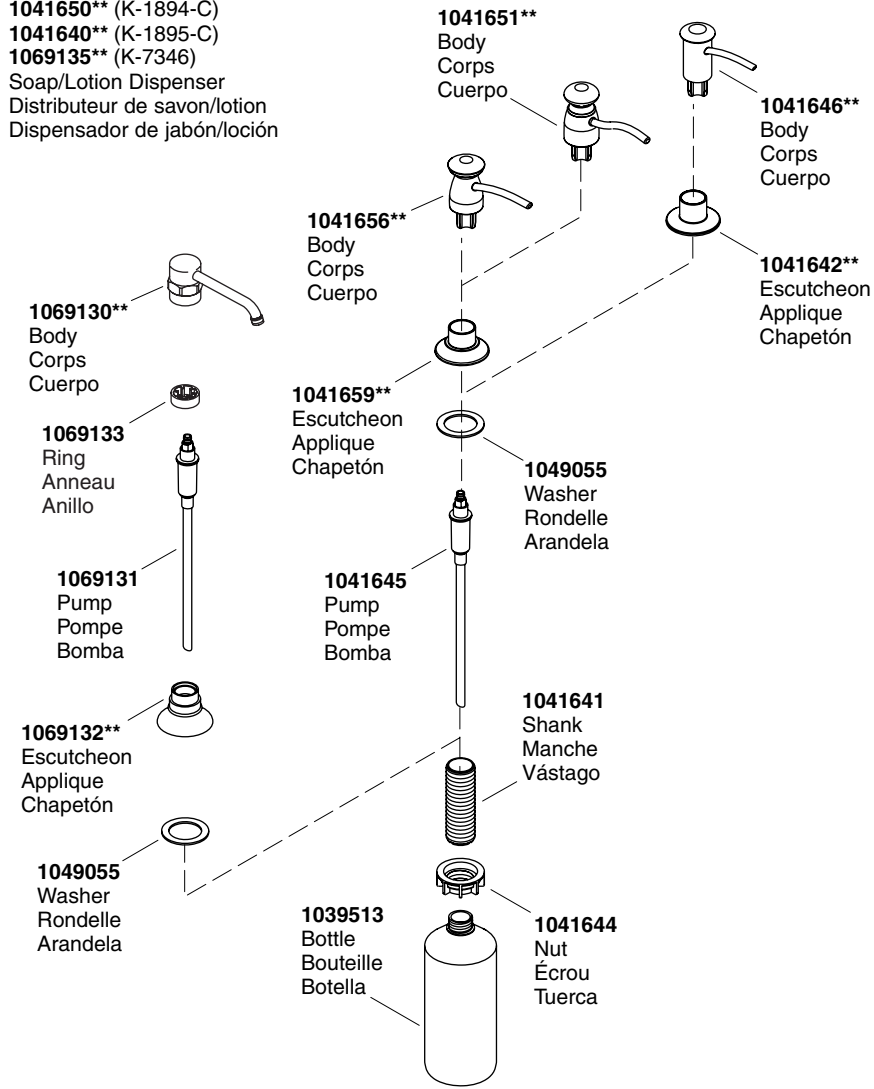 1041650** (K-1894-C)
1041640** (K-1895-C)
1069135** (K-7346)
Soap/Lotion Dispenser
Distributeur de savon/lotion
Dispensador de jabón/loción
1041651**
Body
Corps
Cuerpo
1041646**
Body
Corps
Cuerpo
1041656**
Body
Corps
Cuerpo
1041642**
Escutcheon
Applique
Chapetón
1069130**
Body
Corps
Cuerpo
1041659**
Escutcheon
Applique
Chapetón
1069133
Ring
Anneau
Anillo
1049055
Washer
Rondelle
Arandela
1069131
Pump
Pompe
Bomba
1041645
Pump
Pompe
Bomba
1041641
Shank
Manche
Vástago
1069132**
Escutcheon
Applique
Chapetón
1049055
Washer
Rondelle
Arandela
1039513
Bottle
Bouteille
Botella
1041644
Nut
Écrou
Tuerca